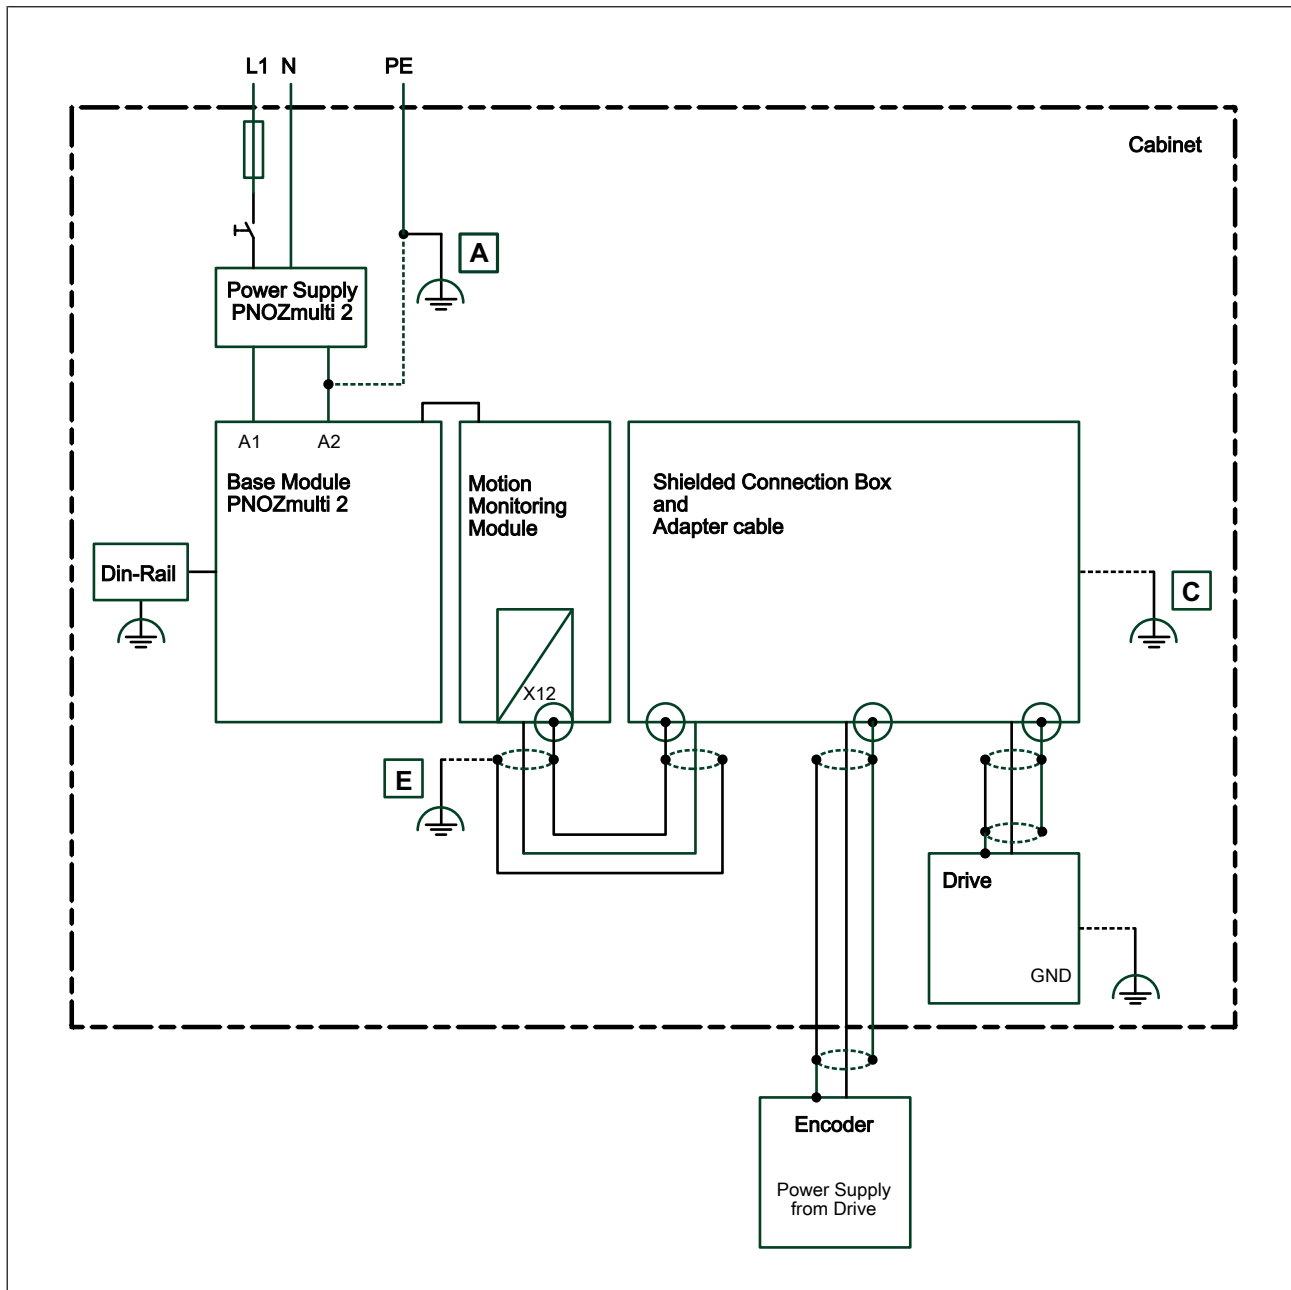 L1 N PE
Cabinet
A
Power Supply
PNOZmulti 2
A1 A2
Base Module
PNOZmulti 2
Motion
Monitoring
Module
Shielded Connection Box
and
Adapter cable
Din-Rail
C
X12
E
Drive
GND
Encoder
Power Supply
from Drive